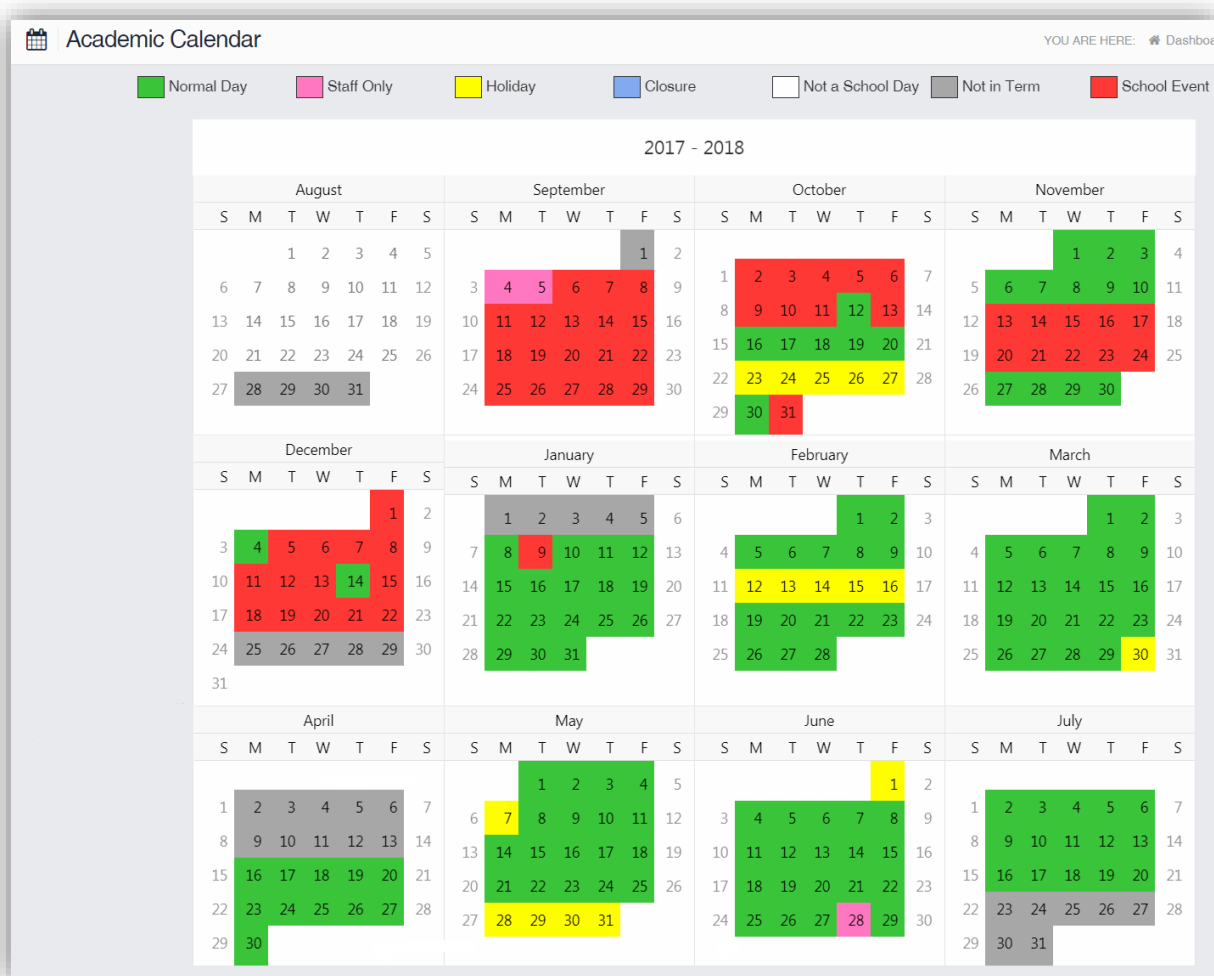 Academic Calendar YOU ARE HERE: Dashboa
Normal Day Staff Only Holiday Closure Not a School Day Not in Term School Event
2017 - 2018
August September October November
S M T W T F S S M T W T F S S M T W T F S S M T W T F S
1 2 3 4 5 1 2 1 2 3 4
1 2 3 4 5 6 7
6 7 8 9 10 11 12 3 4 5 6 7 8 9 5 6 7 8 9 10 11
8 9 10 11 12 13 14
13 14 15 16 17 18 19 10 11 12 13 14 15 16 12 13 14 15 16 17 18
15 16 17 18 19 20 21
20 21 22 23 24 25 26 17 18 19 20 21 22 23 19 20 21 22 23 24 25
22 23 24 25 26 27 28
27 28 29 30 31 24 25 26 27 28 29 30 26 27 28 29 30
29 30 31
December January February March
S M T W T F S S M T W T F S S M T W T F S S M T W T F S
1 2 1 2 3 4 5 6 1 2 3 1 2 3
3 4 5 6 7 8 9 7 8 9 10 11 12 13 4 5 6 7 8 9 10 4 5 6 7 8 9 10
10 11 12 13 14 15 16 14 15 16 17 18 19 20 11 12 13 14 15 16 17 11 12 13 14 15 16 17
17 18 19 20 21 22 23 21 22 23 24 25 26 27 18 19 20 21 22 23 24 18 19 20 21 22 23 24
24 25 26 27 28 29 30 28 29 30 31 25 26 27 28 25 26 27 28 29 30 31
31
April May June July
S M T W T F S S M T W T F S S M T W T F S S M T W T F S
1 2 3 4 5 1 2
1 2 3 4 5 6 7 6 7 8 9 10 11 12 3 4 5 6 7 8 9 1 2 3 4 5 6 7
8 9 10 11 12 13 14 13 14 15 16 17 18 19 10 11 12 13 14 15 16 8 9 10 11 12 13 14
15 16 17 18 19 20 21 20 21 22 23 24 25 26 17 18 19 20 21 22 23 15 16 17 18 19 20 21
22 23 24 25 26 27 28 27 28 29 30 31 24 25 26 27 28 29 30 22 23 24 25 26 27 28
29 30 29 30 31